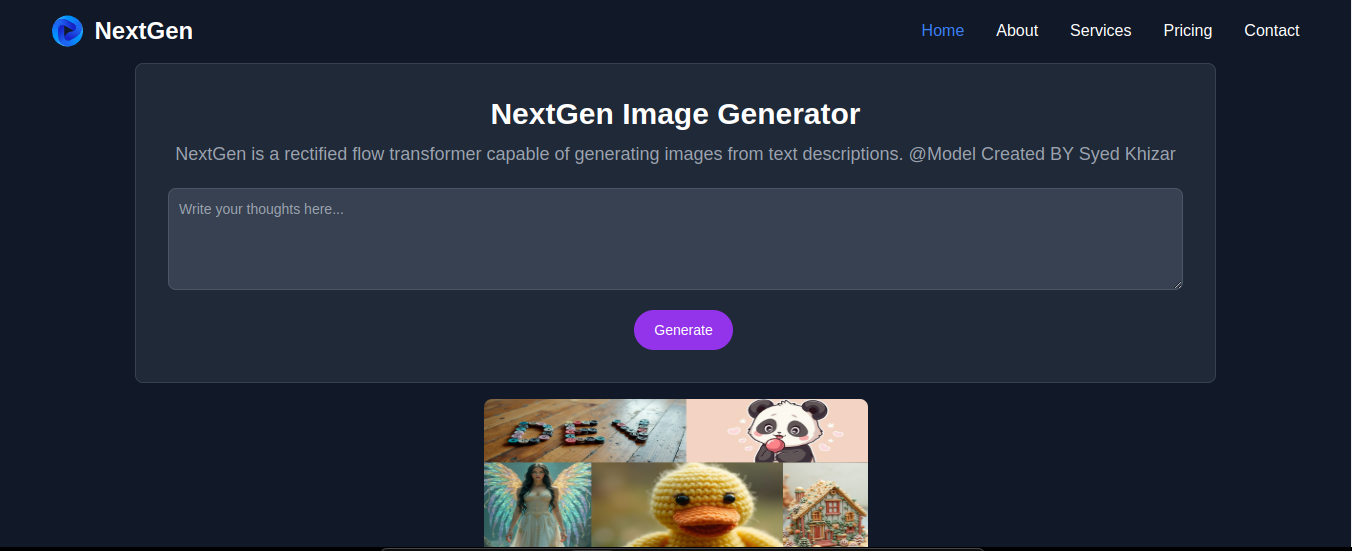 NextGen
Home About Services Pricing Contact
NextGen Image Generator
NextGen is a rectified flow transformer capable of generating images from text descriptions. @Model Created BY Syed Khizar
Write your thoughts here...
Generate
DEV